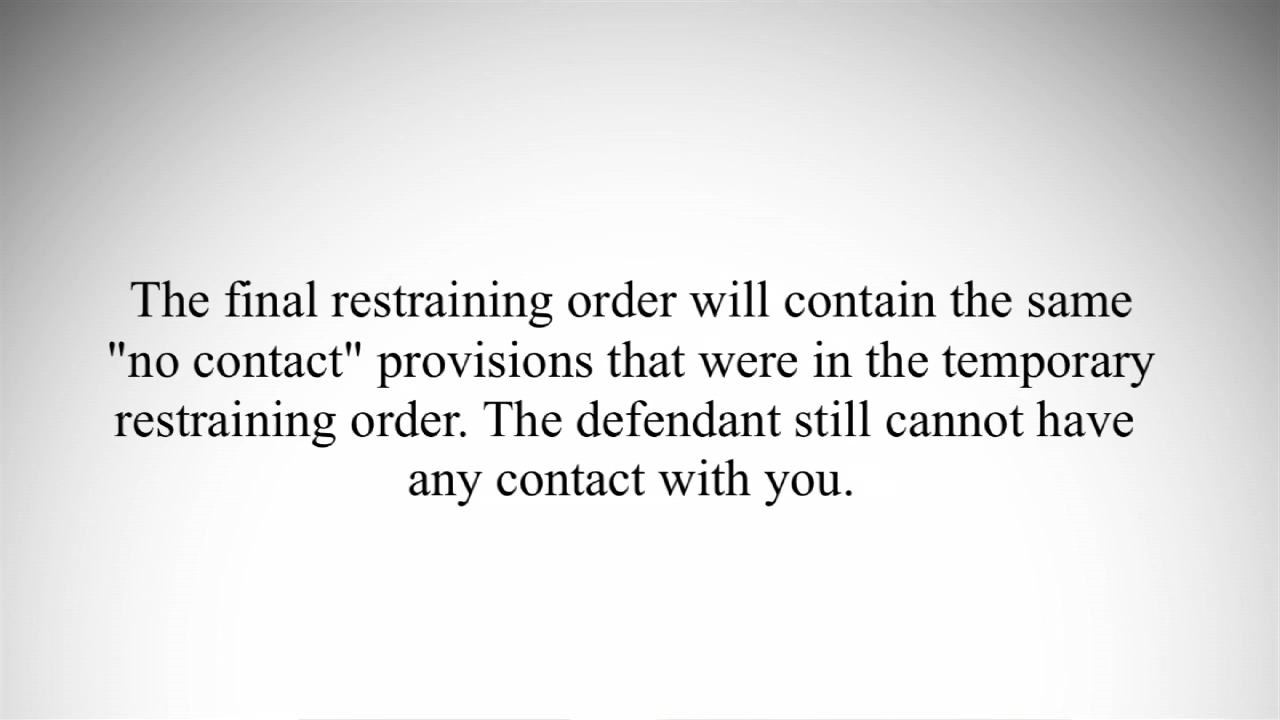 The final restraining order will contain the same
"no contact" provisions that were in the temporary
restraining order. The defendant still cannot have
any contact with you.